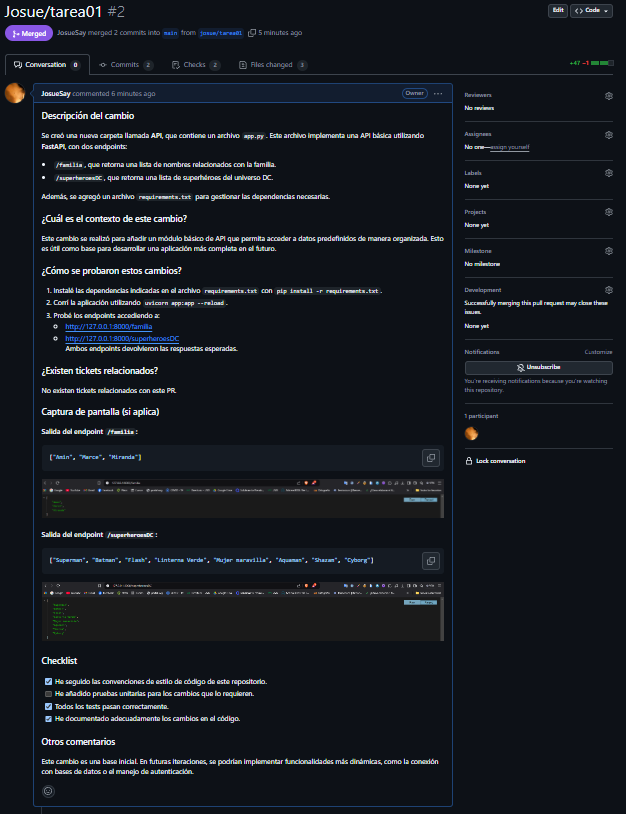 Josue/tarea01 #2
Edit
Code
Merged
JosueSay merged 2 commits into main from josue/tarea01 5 minutes ago
Conversation 0
Commits 2
Checks 2
Files changed 3
+47 −1
JosueSay commented 6 minutes ago
Owner
Descripción del cambio
Se creó una nueva carpeta llamada API, que contiene un archivo app.py. Este archivo implementa una API básica utilizando
FastAPI, con dos endpoints:
/familia, que retorna una lista de nombres relacionados con la familia.
/superheroesDC, que retorna una lista de superhéroes del universo DC.
Además, se agregó un archivo requirements.txt para gestionar las dependencias necesarias.
¿Cuál es el contexto de este cambio?
Este cambio se realizó para añadir un módulo básico de API que permita acceder a datos predefinidos de manera organizada. Esto
es útil como base para desarrollar una aplicación más completa en el futuro.
¿Cómo se probaron estos cambios?
1. Instalé las dependencias indicadas en el archivo requirements.txt con pip install -r requirements.txt.
2. Corrí la aplicación utilizando uvicorn app:app --reload.
3. Probé los endpoints accediendo a:
http://127.0.0.1:8000/familia
http://127.0.0.1:8000/superheroesDC
Ambos endpoints devolvieron las respuestas esperadas.
¿Existen tickets relacionados?
No existen tickets relacionados con este PR.
Captura de pantalla (si aplica)
Salida del endpoint /familia:
["Amin", "Marce", "Miranda"]
Salida del endpoint /superheroesDC:
["Superman", "Batman", "Flash", "Linterna Verde", "Mujer maravilla", "Aquaman", "Shazam", "Cyborg"]
Checklist
He seguido las convenciones de estilo de código de este repositorio.
He añadido pruebas unitarias para los cambios que lo requieren.
Todos los tests pasan correctamente.
He documentado adecuadamente los cambios en el código.
Otros comentarios
Este cambio es una base inicial. En futuras iteraciones, se podrían implementar funcionalidades más dinámicas, como la conexión
con bases de datos o el manejo de autenticación.
Reviewers
No reviews
Assignees
No one—assign yourself
Labels
None yet
Projects
None yet
Milestone
No milestone
Development
Successfully merging this pull request may close these
issues.
None yet
Notifications
Customize
Unsubscribe
You're receiving notifications because you're watching
this repository.
1 participant
Lock conversation